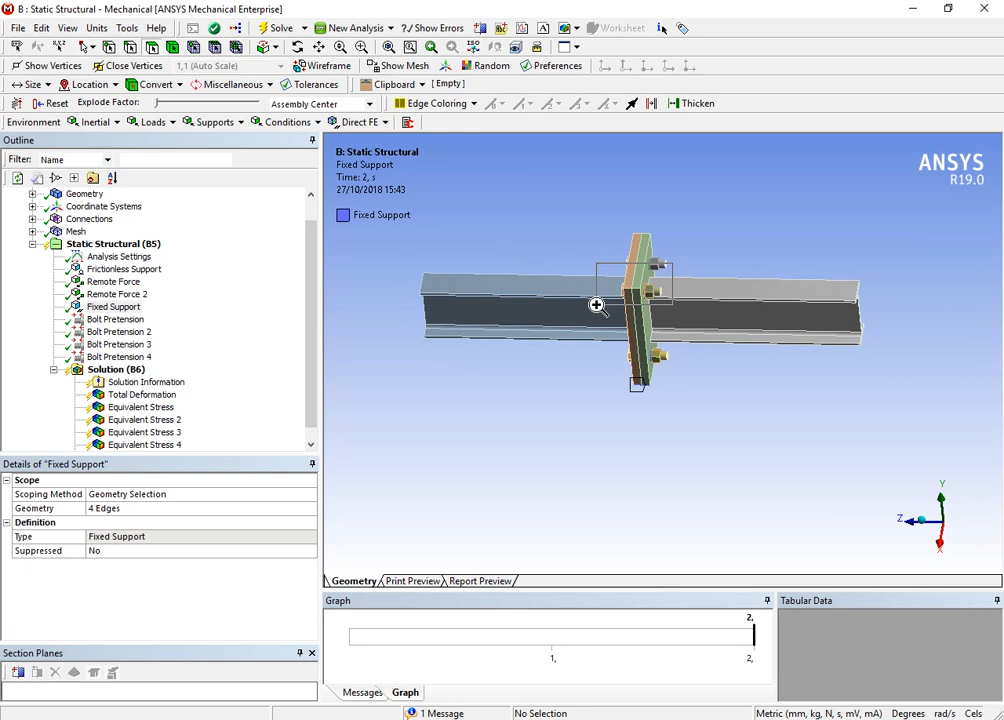 B : Static Structural - Mechanical [ANSYS Mechanical Enterprise]
File Edit View Units Tools Help Solve New Analysis ?/ Show Errors Worksheet
Show Vertices Close Vertices 1,1 (Auto Scale) Wireframe Show Mesh Random Preferences
Size Location Convert Miscellaneous Tolerances Clipboard [ Empty ]
Reset Explode Factor: Assembly Center Edge Coloring Thicken
Environment Inertial Loads Supports Conditions Direct FE
Outline
Filter: Name
Geometry
Coordinate Systems
Connections
Mesh
Static Structural (B5)
Analysis Settings
Frictionless Support
Remote Force
Remote Force 2
Fixed Support
Bolt Pretension
Bolt Pretension 2
Bolt Pretension 3
Bolt Pretension 4
Solution (B6)
Solution Information
Total Deformation
Equivalent Stress
Equivalent Stress 2
Equivalent Stress 3
Equivalent Stress 4
Details of "Fixed Support"
Scope
Scoping Method Geometry Selection
Geometry 4 Edges
Definition
Type Fixed Support
Suppressed No
Section Planes
B: Static Structural
Fixed Support
Time: 2, s
27/10/2018 15:43
Fixed Support
ANSYS
R19.0
Y
Z
X
Geometry Print Preview Report Preview
Graph
2,
1,
2,
Messages Graph
Tabular Data
1 Message No Selection Metric (mm, kg, N, s, mV, mA) Degrees rad/s Cels